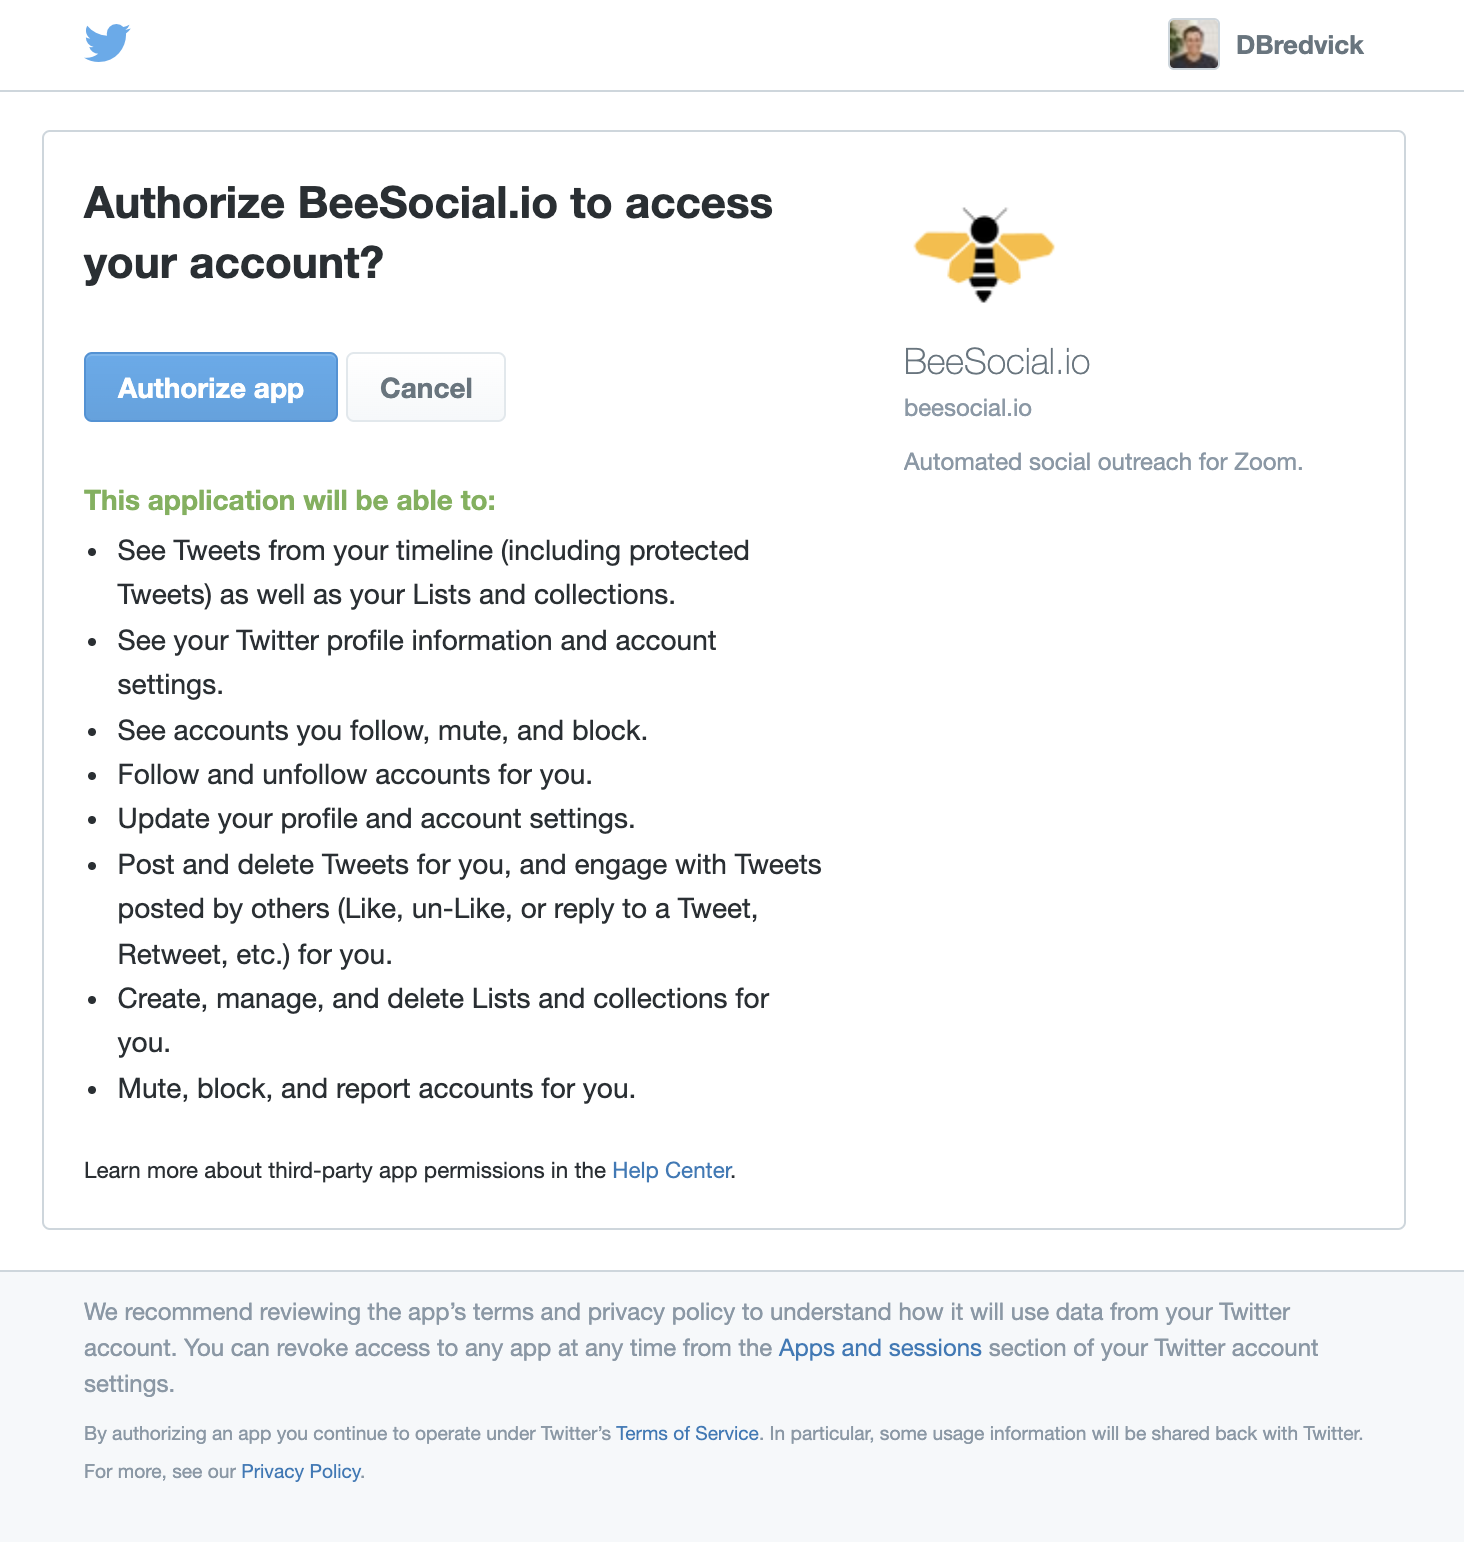 DBredvick
Authorize BeeSocial.io to access
your account?
Authorize app
Cancel
This application will be able to:
• See Tweets from your timeline (including protected
Tweets) as well as your Lists and collections.
• See your Twitter profile information and account
settings.
• See accounts you follow, mute, and block.
• Follow and unfollow accounts for you.
• Update your profile and account settings.
• Post and delete Tweets for you, and engage with Tweets
posted by others (Like, un-Like, or reply to a Tweet,
Retweet, etc.) for you.
• Create, manage, and delete Lists and collections for
you.
• Mute, block, and report accounts for you.
Learn more about third-party app permissions in the Help Center.
BeeSocial.io
beesocial.io
Automated social outreach for Zoom.
We recommend reviewing the app’s terms and privacy policy to understand how it will use data from your Twitter
account. You can revoke access to any app at any time from the Apps and sessions section of your Twitter account
settings.
By authorizing an app you continue to operate under Twitter’s Terms of Service. In particular, some usage information will be shared back with Twitter.
For more, see our Privacy Policy.